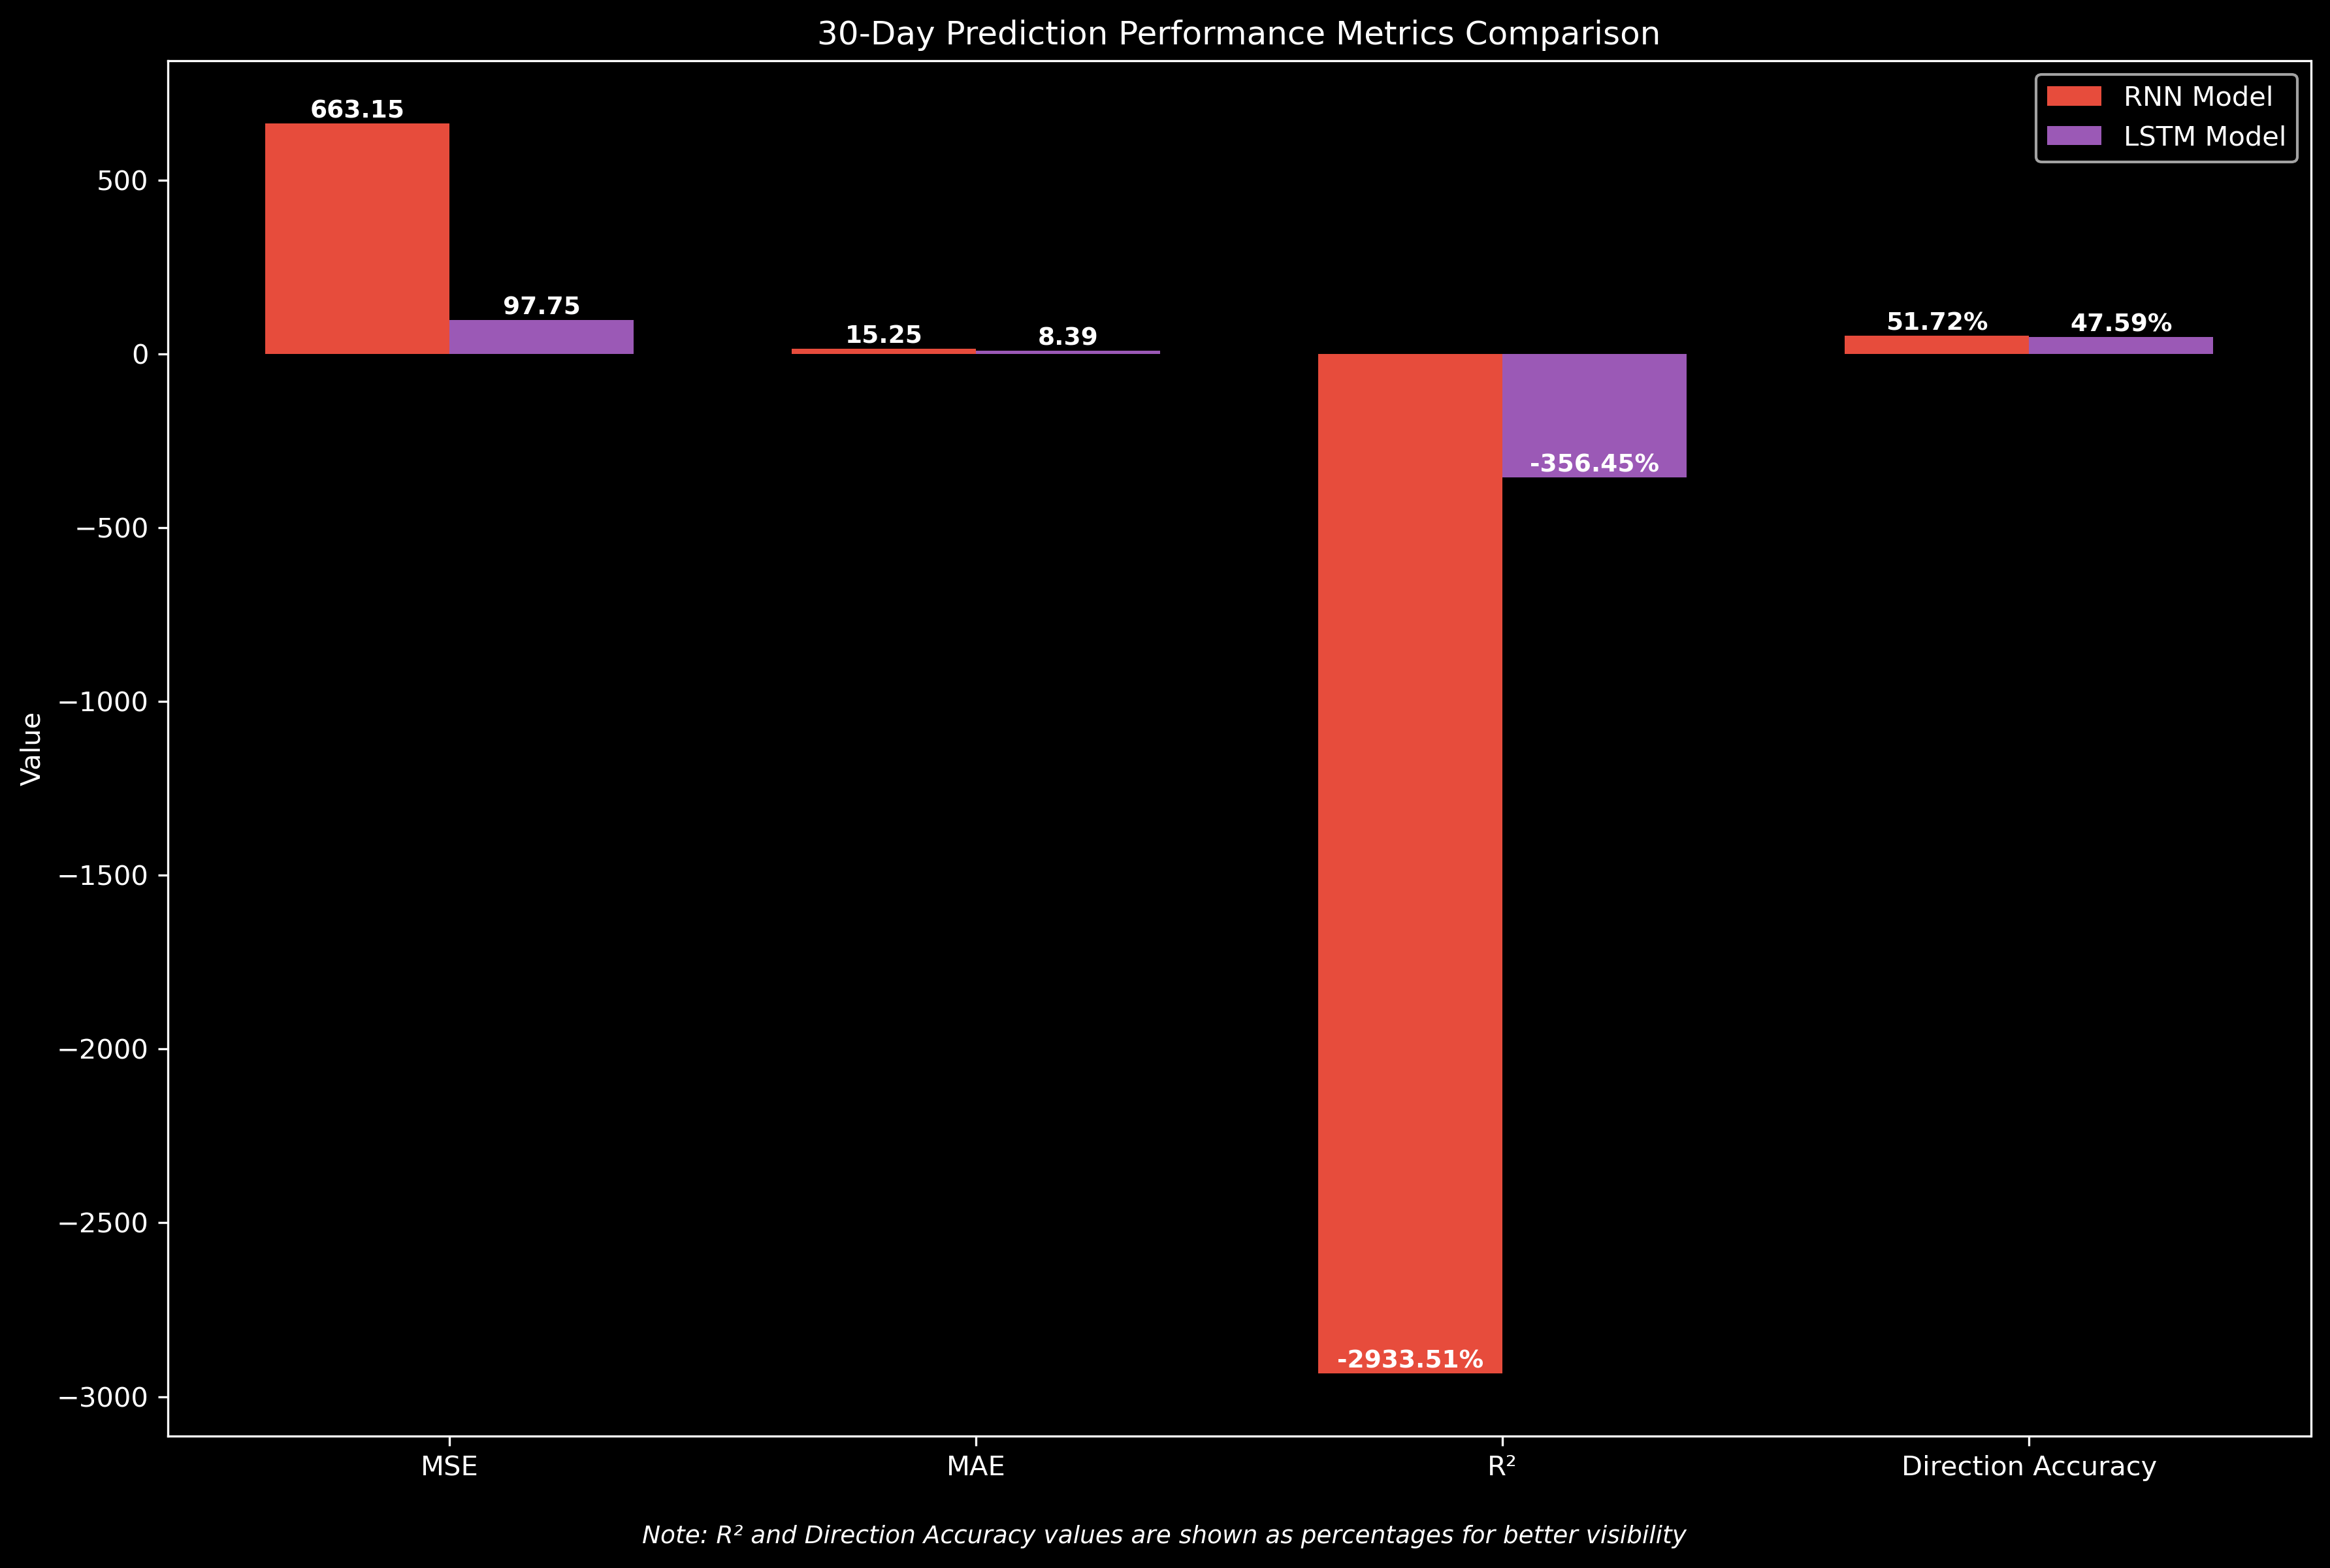 30-Day Prediction Performance Metrics Comparison
RNN Model
LSTM Model
663.15
97.75
15.25
8.39
-2933.51%
-356.45%
51.72%
47.59%
Value
500
0
−500
−1000
−1500
−2000
−2500
−3000
MSE
MAE
R²
Direction Accuracy
Note: R² and Direction Accuracy values are shown as percentages for better visibility